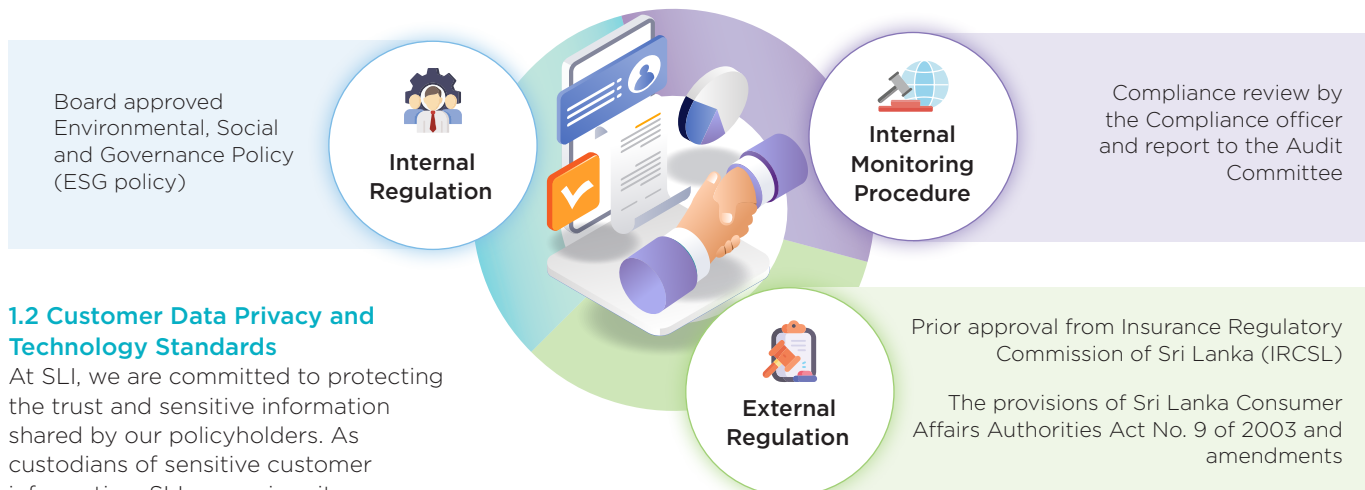 Board approved
Environmental, Social
and Governance Policy
(ESG policy)
Internal
Regulation
Internal
Monitoring
Procedure
Compliance review by
the Compliance officer
and report to the Audit
Committee
1.2 Customer Data Privacy and
Technology Standards
At SLI, we are committed to protecting
the trust and sensitive information
shared by our policyholders. As
custodians of sensitive customer
External
Regulation
Prior approval from Insurance Regulatory
Commission of Sri Lanka (IRCSL)
The provisions of Sri Lanka Consumer
Affairs Authorities Act No. 9 of 2003 and
amendments